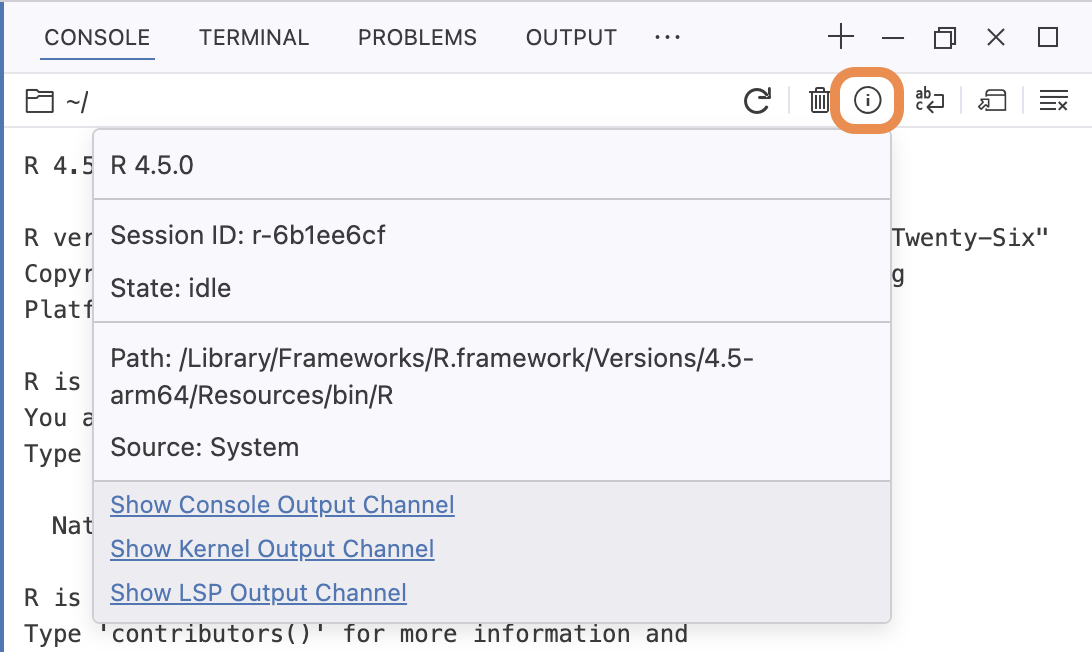 CONSOLE TERMINAL PROBLEMS OUTPUT ···
~/
R 4.5
R 4.5.0
Session ID: r-6b1ee6cf
R ver Twenty-Six"
Copyr g
State: idle
Platf
Path: /Library/Frameworks/R.framework/Versions/4.5-
arm64/Resources/bin/R
R is
You a
Source: System
Type
Show Console Output Channel
Nat
Show Kernel Output Channel
Show LSP Output Channel
R is
Type 'contributors()' for more information and